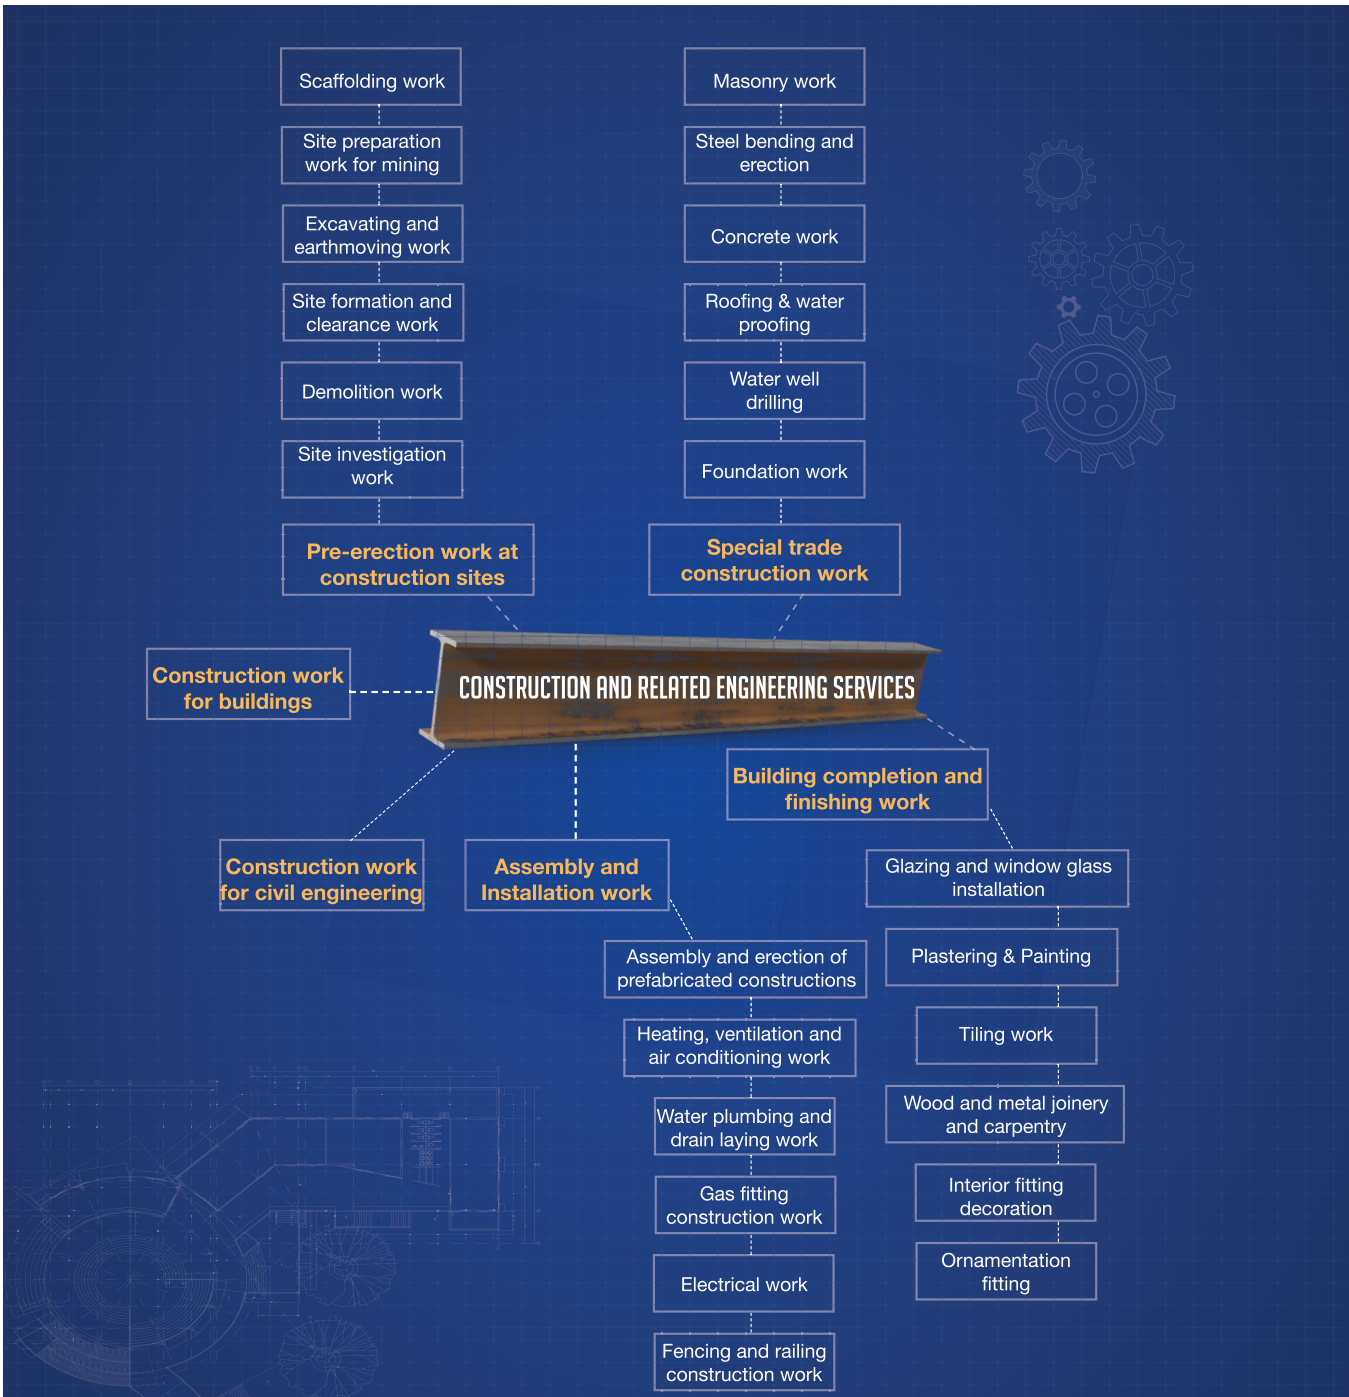 Scaffolding work
Site preparation
work for mining
Excavating and
earthmoving work
Site formation and
clearance work
Demolition work
Site investigation
work
Pre-erection work at
construction sites
Masonry work
Steel bending and
erection
Concrete work
Roofing & water
proofing
Water well
drilling
Foundation work
Special trade
construction work
Construction work
for buildings
CONSTRUCTION AND RELATED ENGINEERING SERVICES
Construction work
for civil engineering
Assembly and
Installation work
Assembly and erection of
prefabricated constructions
Heating, ventilation and
air conditioning work
Water plumbing and
drain laying work
Gas fitting
construction work
Electrical work
Fencing and railing
construction work
Building completion and
finishing work
Glazing and window glass
installation
Plastering & Painting
Tiling work
Wood and metal joinery
and carpentry
Interior fitting
decoration
Ornamentation
fitting